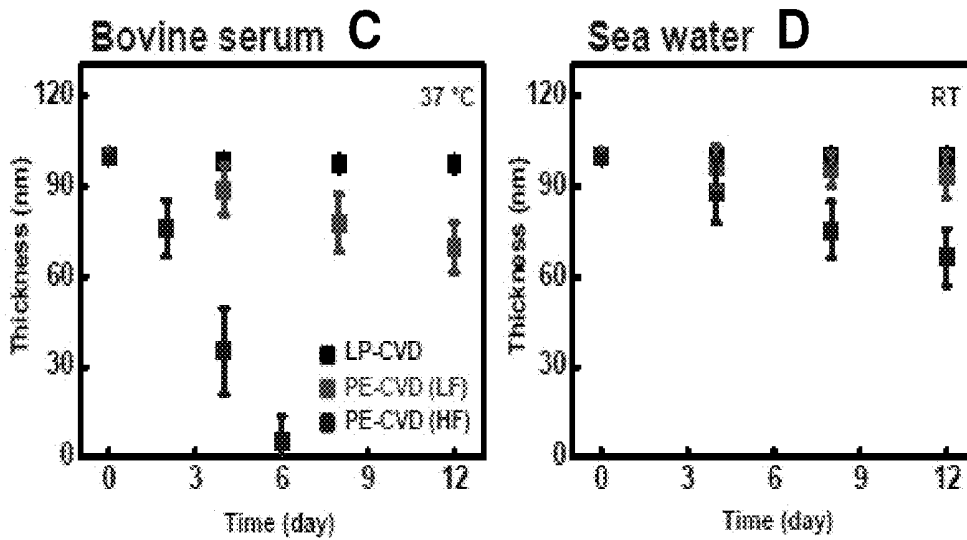 Bovine serum C
37 °C
Thickness (nm)
120
90
60
30
0
LP-CVD
PE-CVD (LF)
PE-CVD (HF)
0 3 6 9 12
Time (day)
Sea water D
RT
Thickness (nm)
120
90
60
30
0
0 3 6 9 12
Time (day)